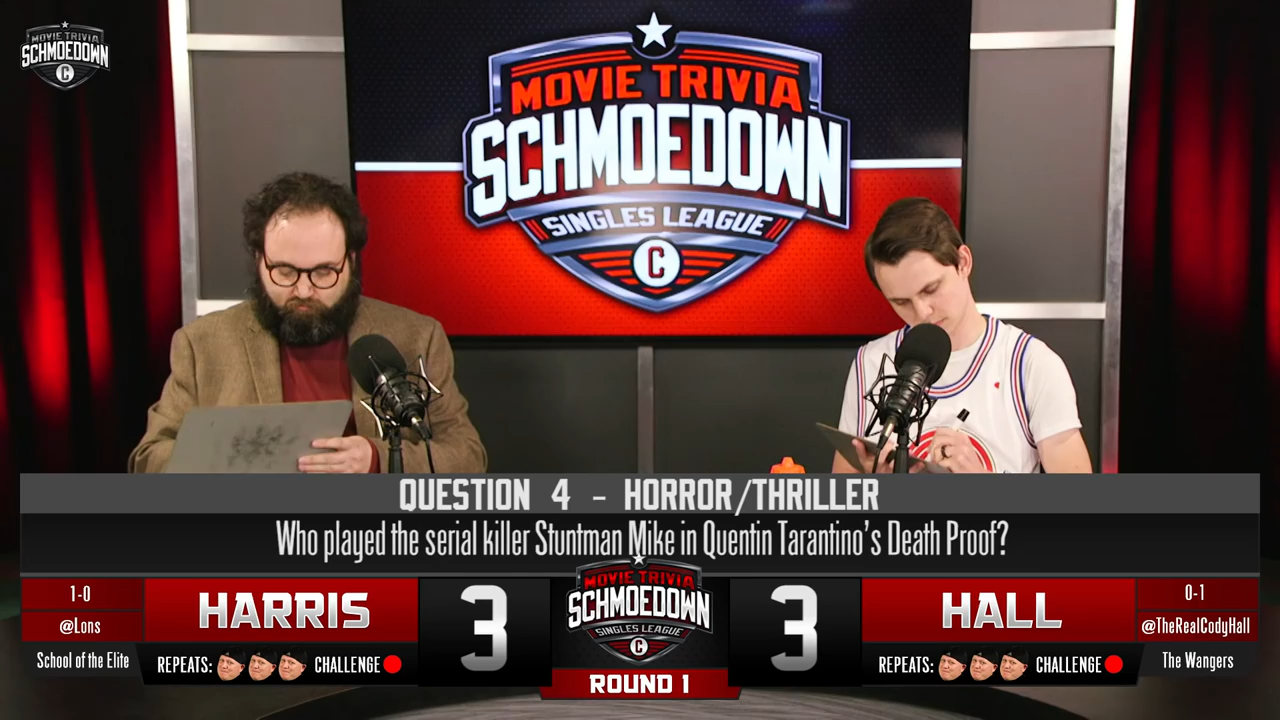 MOVIE TRIVIA
SCHMOEDOWN
C
MOVIE TRIVIA
SCHMOEDOWN
SINGLES LEAGUE
C
QUESTION 4 - HORROR/THRILLER
Who played the serial killer Stuntman Mike in Quentin Tarantino's Death Proof?
1-0
@Lons
School of the Elite
HARRIS
REPEATS:
CHALLENGE
3
MOVIE TRIVIA
SCHMOEDOWN
SINGLES LEAGUE
C
ROUND 1
3
HALL
REPEATS:
CHALLENGE
0-1
@TheRealCodyHall
The Wangers